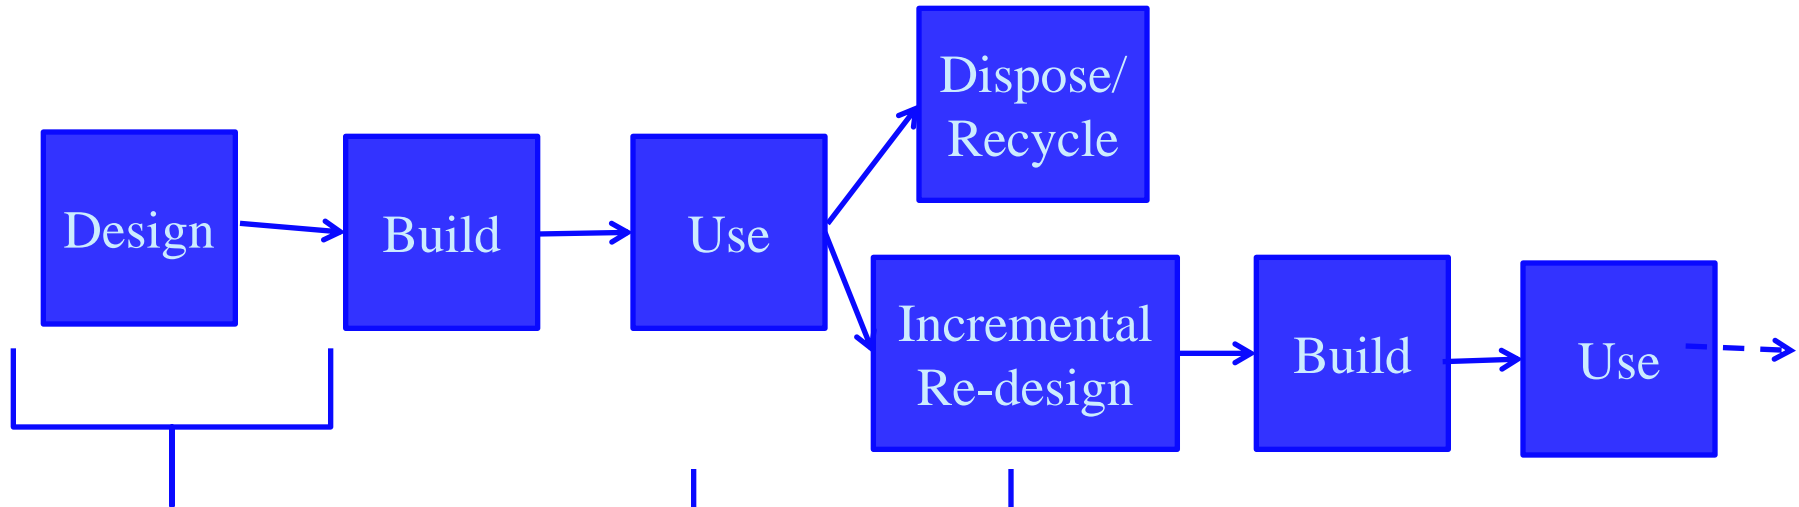 Design
Build
Use
Dispose/
Recycle
Incremental
Re-design
Build
Use